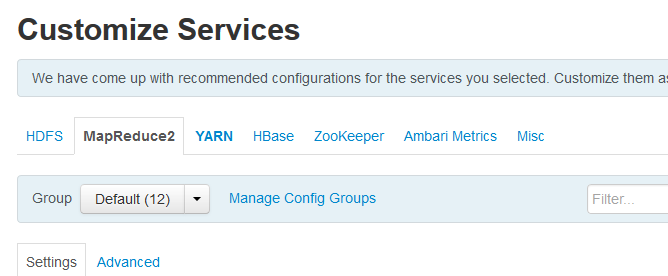 Customize Services
We have come up with recommended configurations for the services you selected. Customize them as
HDFS MapReduce2 YARN HBase ZooKeeper Ambari Metrics Misc
Group Default (12) Manage Config Groups Filter...
Settings Advanced